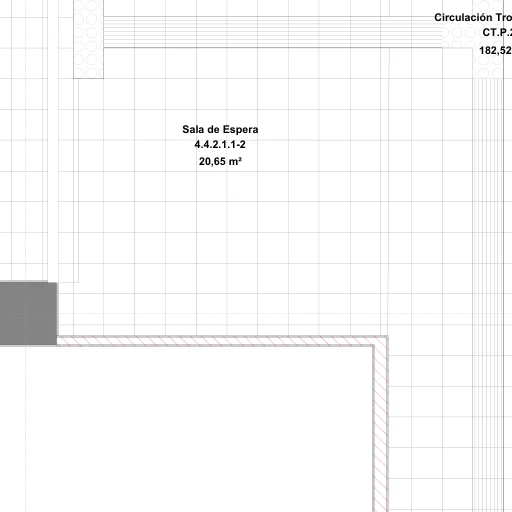 Circulación Tro
CT.P.2
182,52
Sala de Espera
4.4.2.1.1-2
20,65 m²